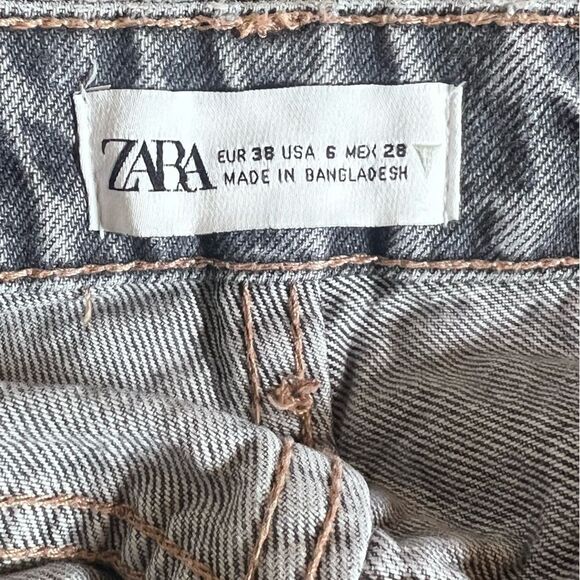 ZARA
EUR 38 USA 6 MEX 28
MADE IN BANGLADESH